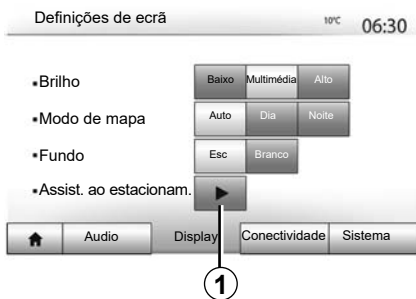 Definições de ecrã 10°C 06:30
▪Brilho Baixo Multimédia Alto
▪Modo de mapa Auto Dia Noite
▪Fundo Esc Branco
▪Assist. ao estacionam.
Audio Display Conectividade Sistema
1